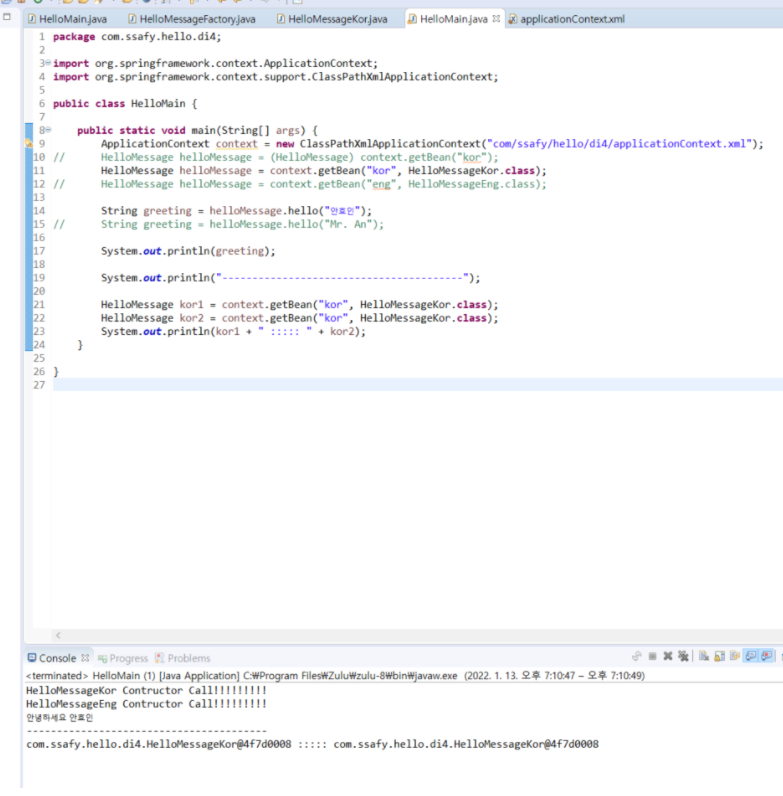 HelloMain.java HelloMessageFactory.java HelloMessageKor.java HelloMain.java applicationContext.xml
1 package com.ssafy.hello.di4;
2
3 import org.springframework.context.ApplicationContext;
4 import org.springframework.context.support.ClassPathXmlApplicationContext;
5
6 public class HelloMain {
7
8 public static void main(String[] args) {
9 ApplicationContext context = new ClassPathXmlApplicationContext("com/ssafy/hello/di4/applicationContext.xml");
10 // HelloMessage helloMessage = (HelloMessage) context.getBean("kor");
11 HelloMessage helloMessage = context.getBean("kor", HelloMessageKor.class);
12 // HelloMessage helloMessage = context.getBean("eng", HelloMessageEng.class);
13
14 String greeting = helloMessage.hello("안효인");
15 // String greeting = helloMessage.hello("Mr. An");
16
17 System.out.println(greeting);
18
19 System.out.println("----------------------------------------");
20
21 HelloMessage kor1 = context.getBean("kor", HelloMessageKor.class);
22 HelloMessage kor2 = context.getBean("kor", HelloMessageKor.class);
23 System.out.println(kor1 + " ::::: " + kor2);
24 }
25
26 }
27
Console Progress Problems
<terminated> HelloMain (1) [Java Application] C:₩Program Files₩Zulu₩zulu-8₩bin₩javaw.exe (2022. 1. 13. 오후 7:10:47 – 오후 7:10:49)
HelloMessageKor Contructor Call!!!!!!!!!
HelloMessageEng Contructor Call!!!!!!!!!
안녕하세요 안효인
----------------------------------------
com.ssafy.hello.di4.HelloMessageKor@4f7d0008 ::::: com.ssafy.hello.di4.HelloMessageKor@4f7d0008